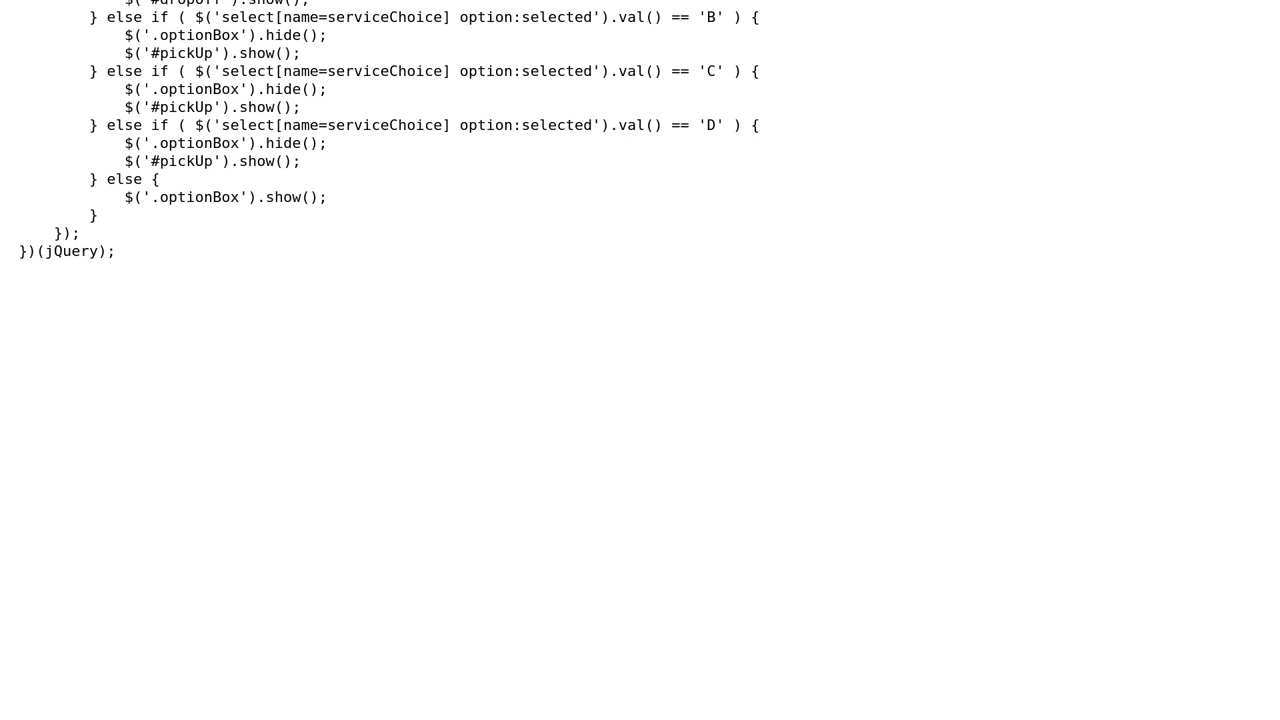 $('#dropOff').show();
} else if ( $('select[name=serviceChoice] option:selected').val() == 'B' ) {
$('.optionBox').hide();
$('#pickUp').show();
} else if ( $('select[name=serviceChoice] option:selected').val() == 'C' ) {
$('.optionBox').hide();
$('#pickUp').show();
} else if ( $('select[name=serviceChoice] option:selected').val() == 'D' ) {
$('.optionBox').hide();
$('#pickUp').show();
} else {
$('.optionBox').show();
}
});
})(jQuery);